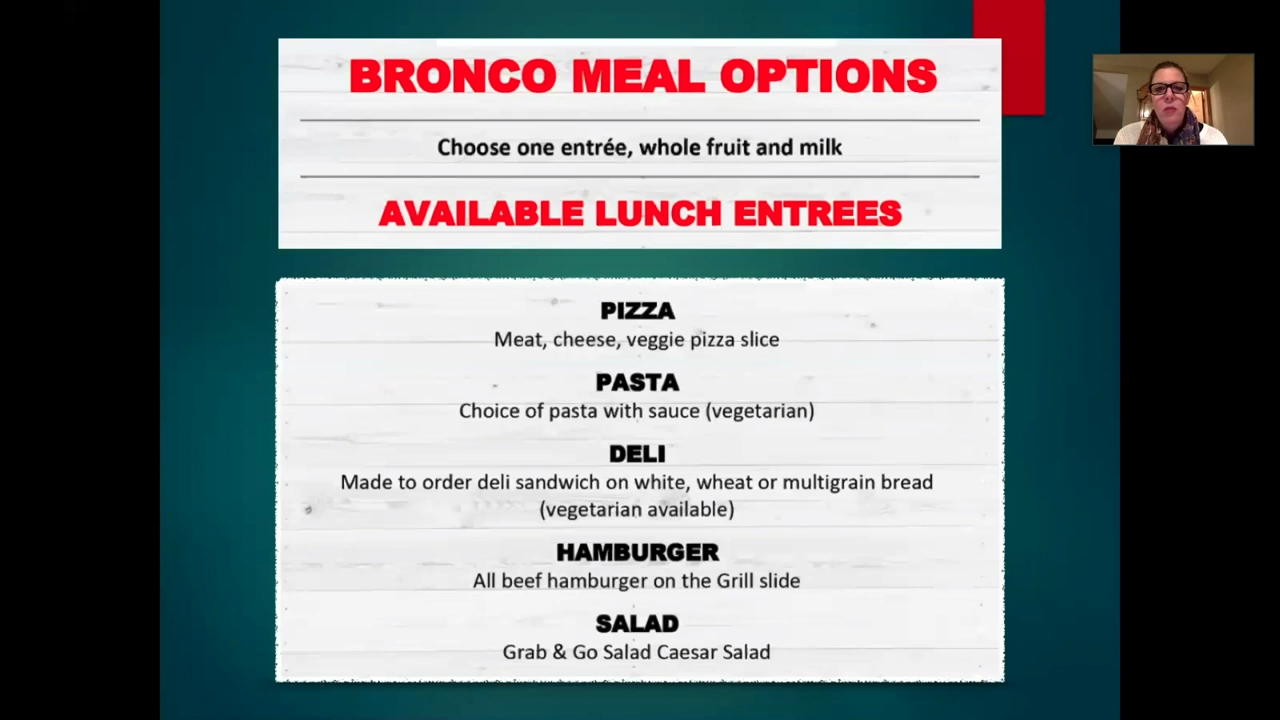 BRONCO MEAL OPTIONS
Choose one entrée, whole fruit and milk
AVAILABLE LUNCH ENTREES
PIZZA
Meat, cheese, veggie pizza slice
PASTA
Choice of pasta with sauce (vegetarian)
DELI
Made to order deli sandwich on white, wheat or multigrain bread
(vegetarian available)
HAMBURGER
All beef hamburger on the Grill slide
SALAD
Grab & Go Salad Caesar Salad